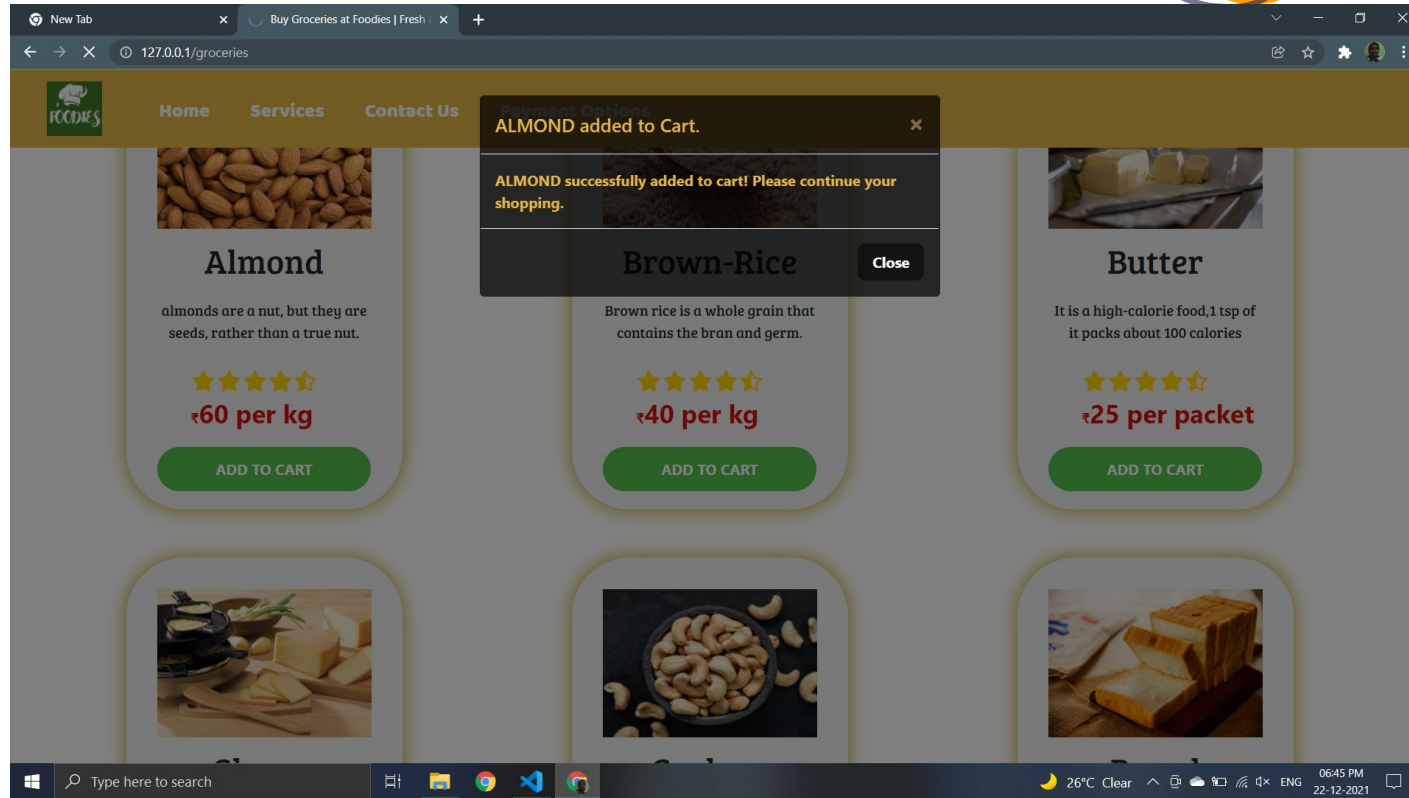 New Tab
Buy Groceries at Foodies | Fresh
127.0.0.1/groceries
FOODIES
Home Services Contact Us Payment Options
ALMOND added to Cart.
ALMOND successfully added to cart! Please continue your
shopping.
Close
Almond
almonds are a nut, but they are
seeds, rather than a true nut.
₹60 per kg
ADD TO CART
Brown-Rice
Brown rice is a whole grain that
contains the bran and germ.
₹40 per kg
ADD TO CART
Butter
It is a high-calorie food,1 tsp of
it packs about 100 calories
₹25 per packet
ADD TO CART
Type here to search
26°C Clear
ENG
06:45 PM
22-12-2021